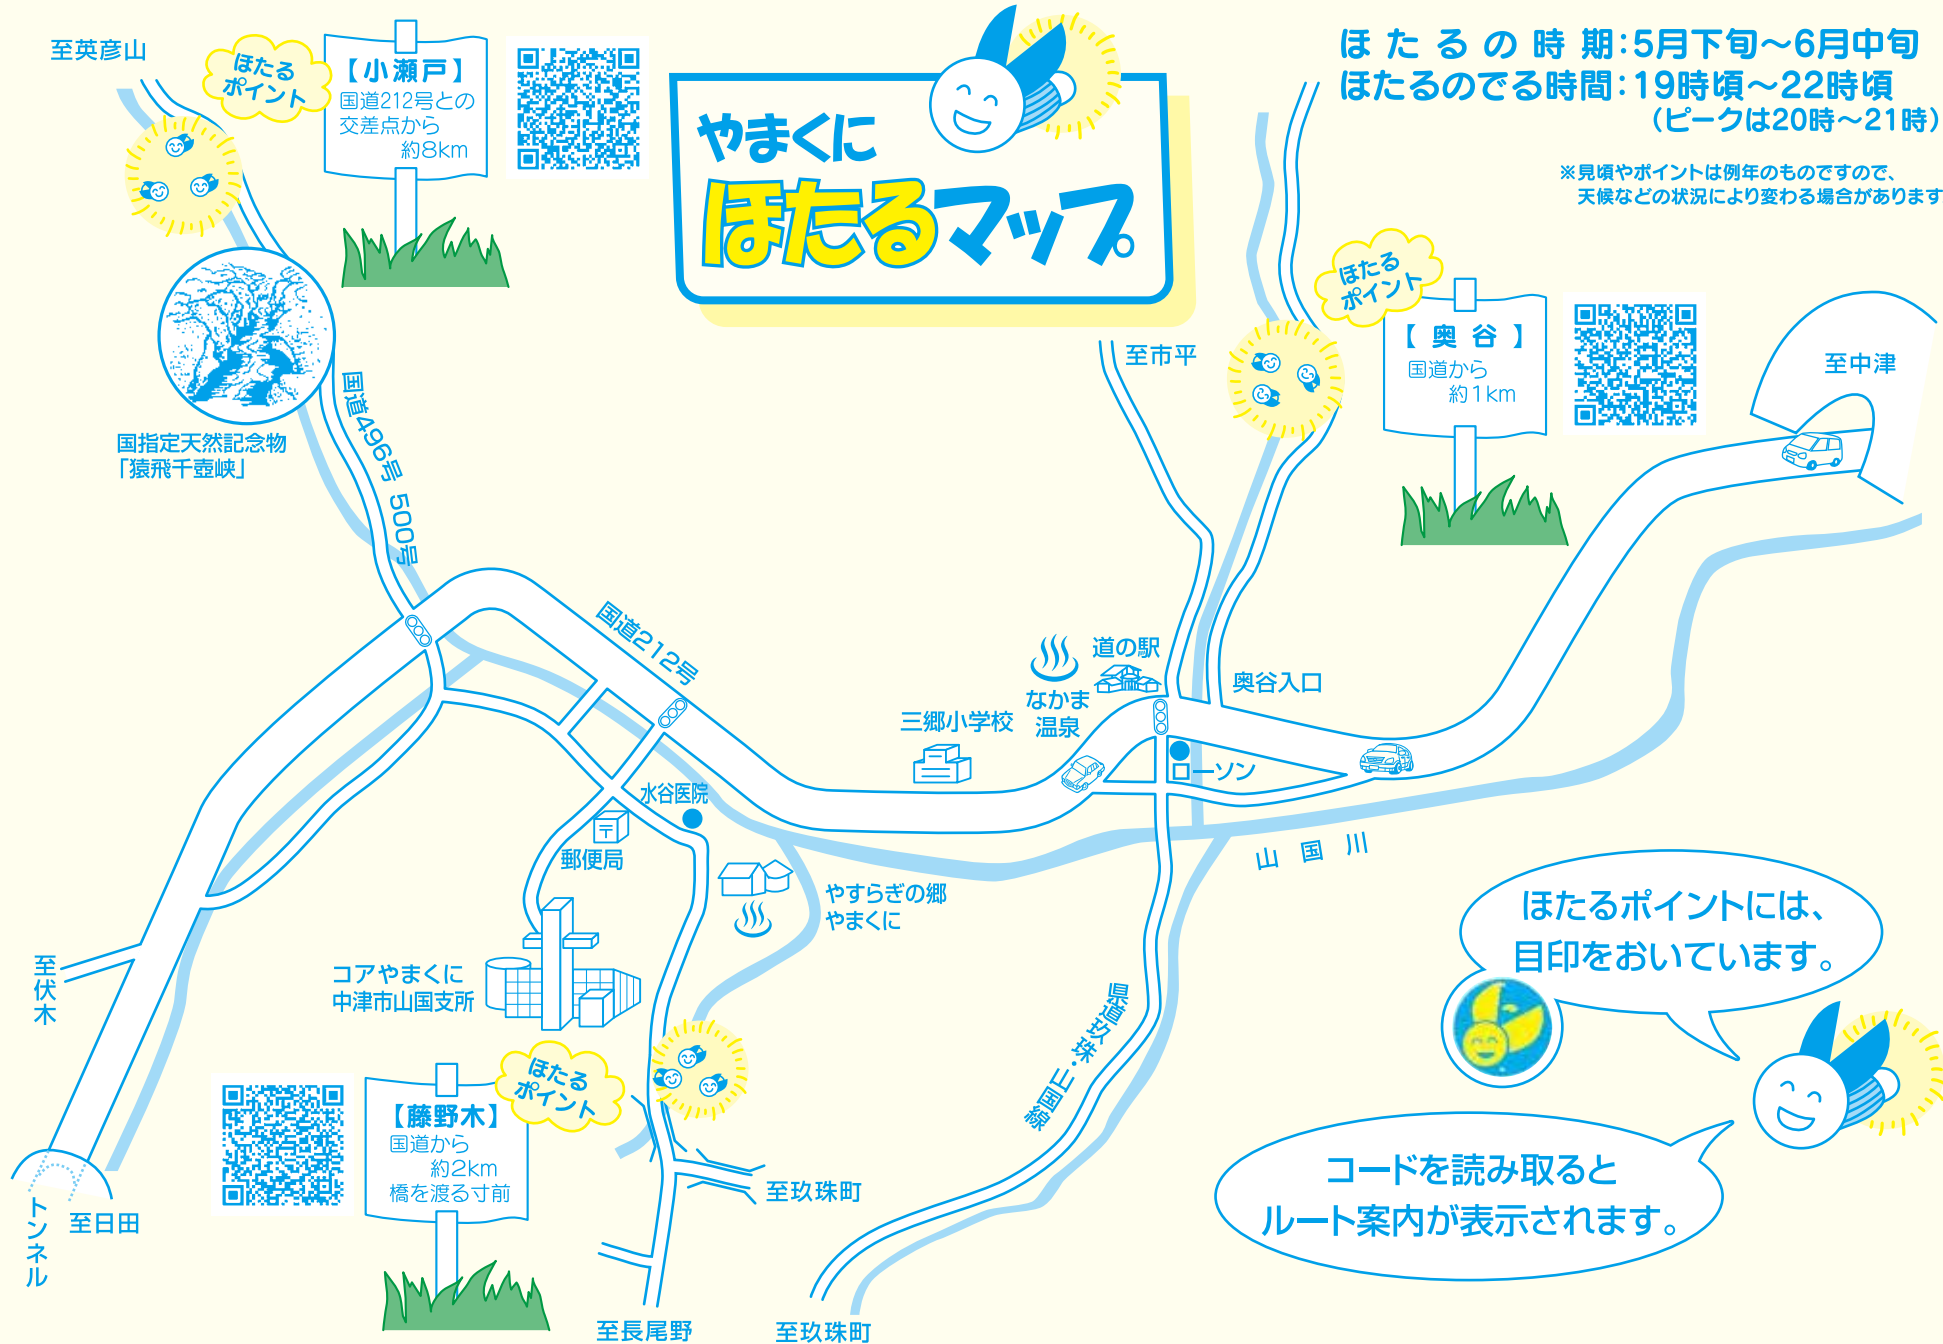 至英彦山
ほたる
ポイント
【小瀬戸】
国道212号との
交差点から
約8km
やまくに
ほたるマップ
ほたるの時期:5月下旬～6月中旬
ほたるのでる時間:19時頃～22時頃
(ピークは20時～21時)
※見頃やポイントは例年のものですので、
天候などの状況により変わる場合があります
ほたる
ポイント
【奥谷】
国道から
約1km
至中津
至市平
国指定天然記念物
「猿飛千壺峡」
国道496号 500号
国道212号
道の駅
なかま
温泉
奥谷入口
三郷小学校
ローソン
水谷医院
郵便局
山国川
やすらぎの郷
やまくに
至伏木
コアやまくに
中津市山国支所
県道玖珠・山国線
ほたるポイントには、
目印をおいています。
ほたる
ポイント
【藤野木】
国道から
約2km
橋を渡る寸前
コードを読み取ると
ルート案内が表示されます。
トンネル
至日田
至玖珠町
至長尾野
至玖珠町